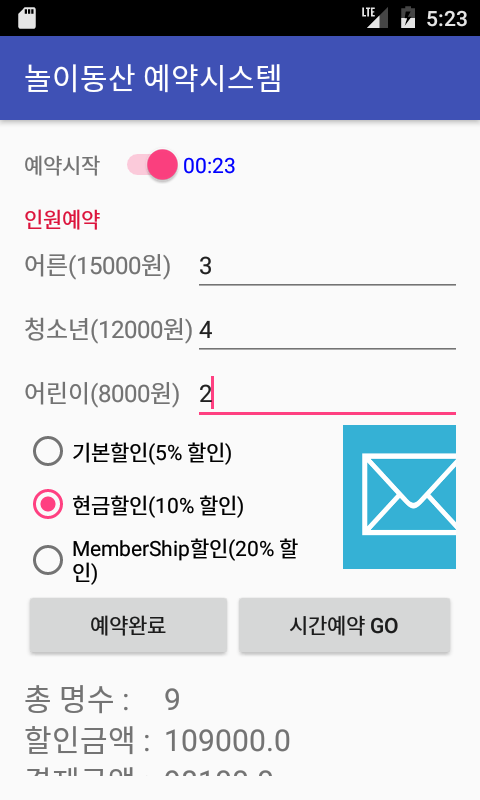 LTE 5:23
놀이동산 예약시스템
예약시작 00:23
인원예약
어른(15000원) 3
청소년(12000원) 4
어린이(8000원) 2
기본할인(5% 할인)
현금할인(10% 할인)
MemberShip할인(20% 할
인)
예약완료 시간예약 GO
총 명수 : 9
할인금액 : 109000.0